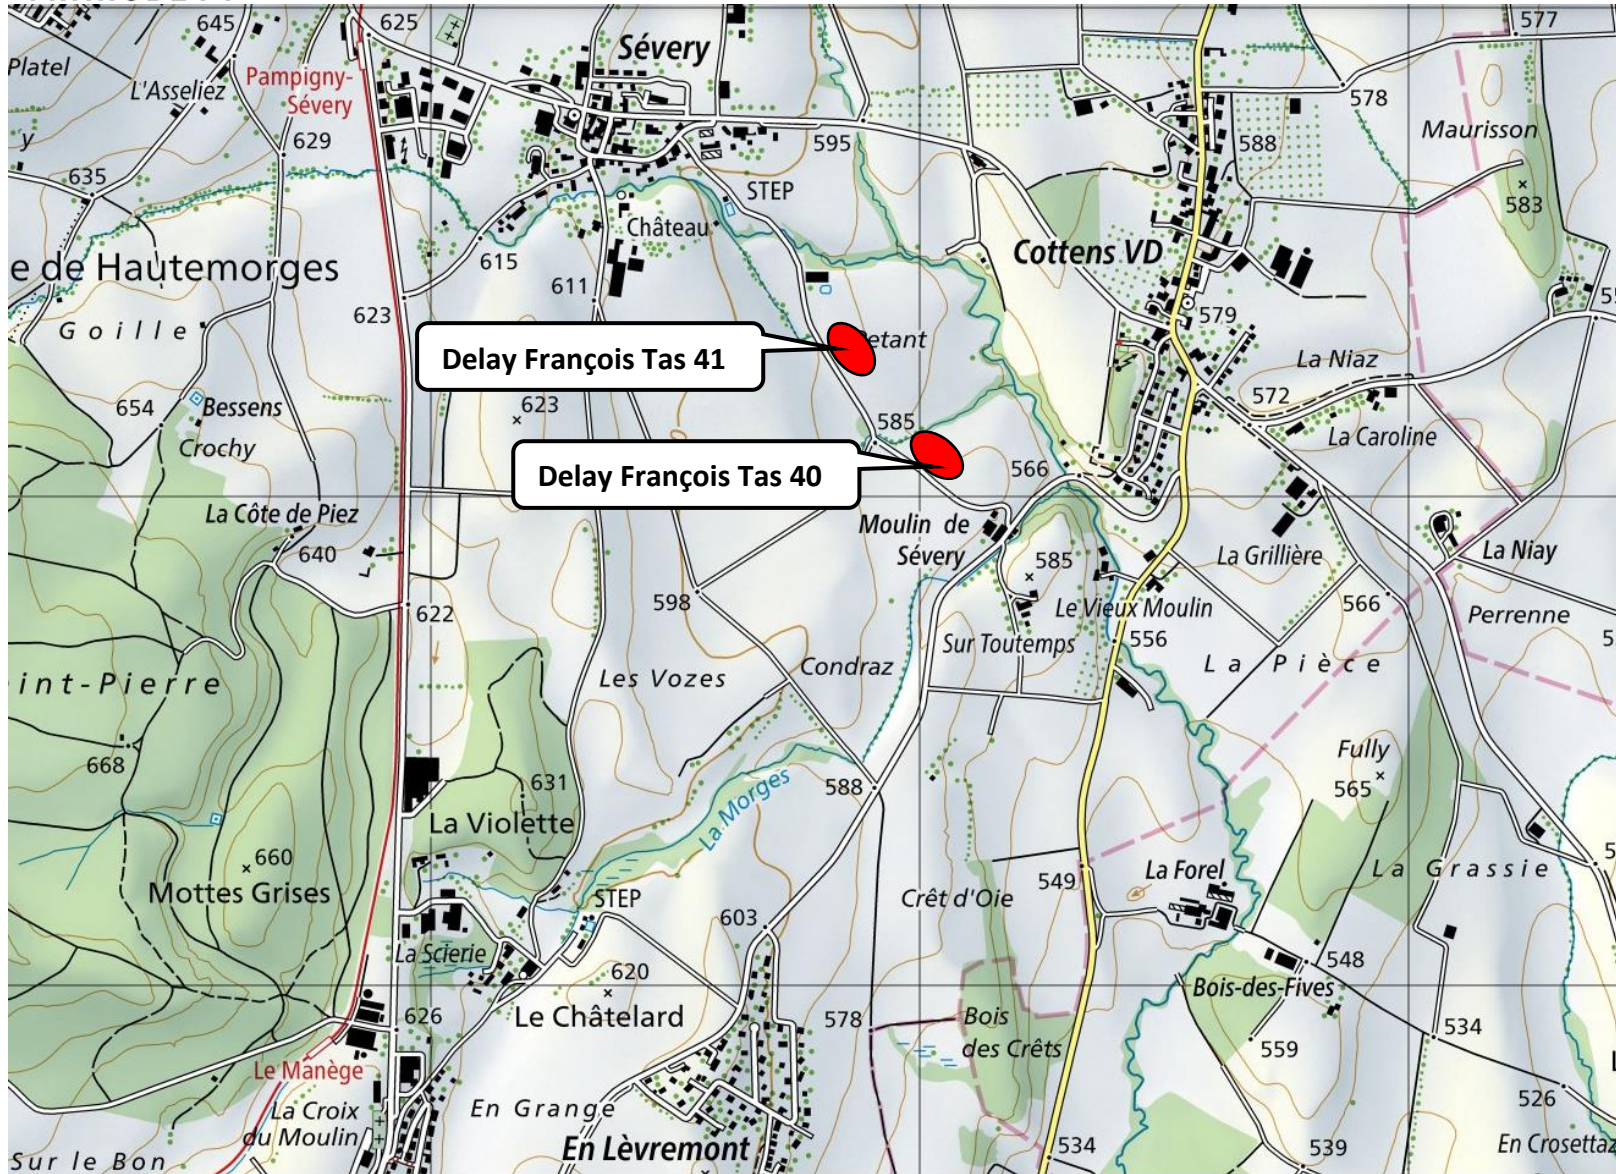 645
625
577
Sévery
Platel
L'Asseliez
Pampigny-
Sévery
578
Maurisson
595
588
y
629
635
STEP
583
Château
Cottens VD
615
e de Hautemorges
611
623
579
Goille
Delay François Tas 41
etant
La Niaz
572
654
Bessens
623
585
La Caroline
Crochy
Delay François Tas 40
566
La Côte de Piez
Moulin de
Sévery
640
585
La Grillière
La Niay
598
566
622
Le Vieux Moulin
Perrenne
Sur Toutemps
556
int-Pierre
Les Vozes
Condraz
La Pièce
668
Fully
565
631
588
La Morges
La Violette
660
Mottes Grises
La Forel
La Grassie
549
STEP
Crêt d'Oie
603
La Scierie
620
548
Bois-des-Fives
Le Châtelard
626
578
Bois
des Crêts
534
559
Le Manège
La Croix
du Moulin
En Grange
526
En Lèvremont
534
539
En Crosettaz
Sur le Bon